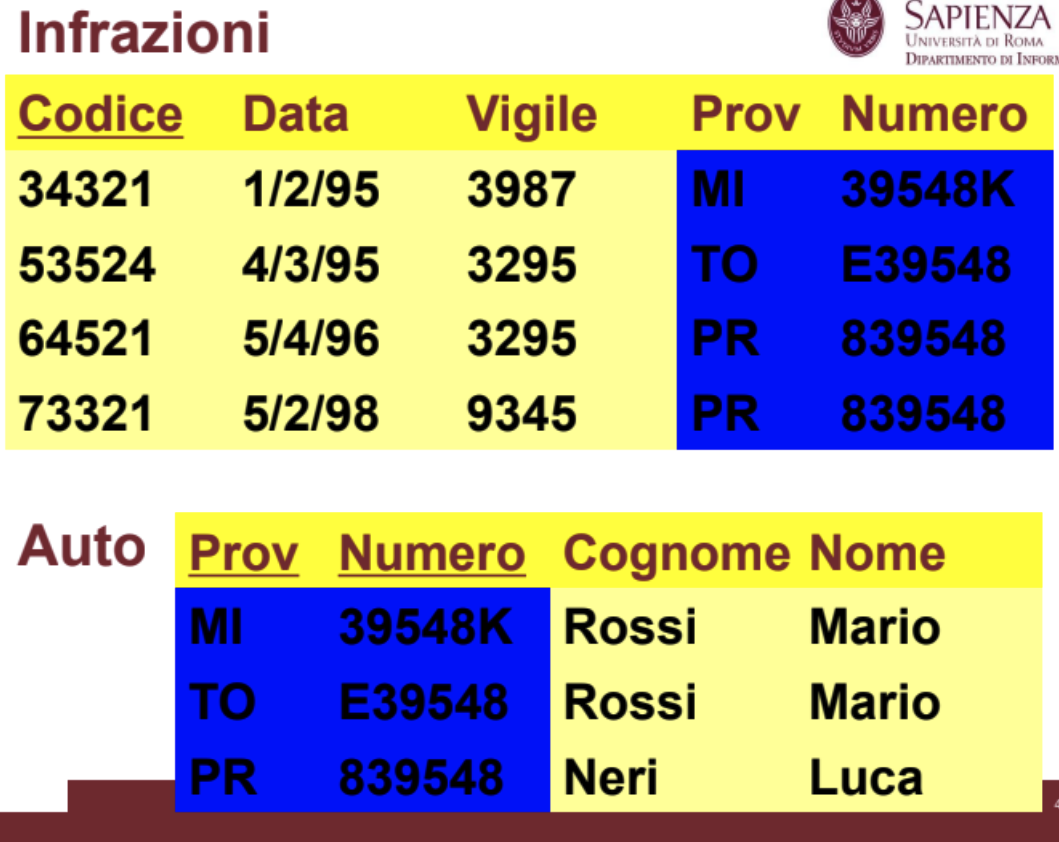 Infrazioni
SAPIENZA
UNIVERSITÀ DI ROMA
DIPARTIMENTO DI INFORM
Codice Data Vigile Prov Numero
34321 1/2/95 3987 MI 39548K
53524 4/3/95 3295 TO E39548
64521 5/4/96 3295 PR 839548
73321 5/2/98 9345 PR 839548
Auto Prov Numero Cognome Nome
MI 39548K Rossi Mario
TO E39548 Rossi Mario
PR 839548 Neri Luca